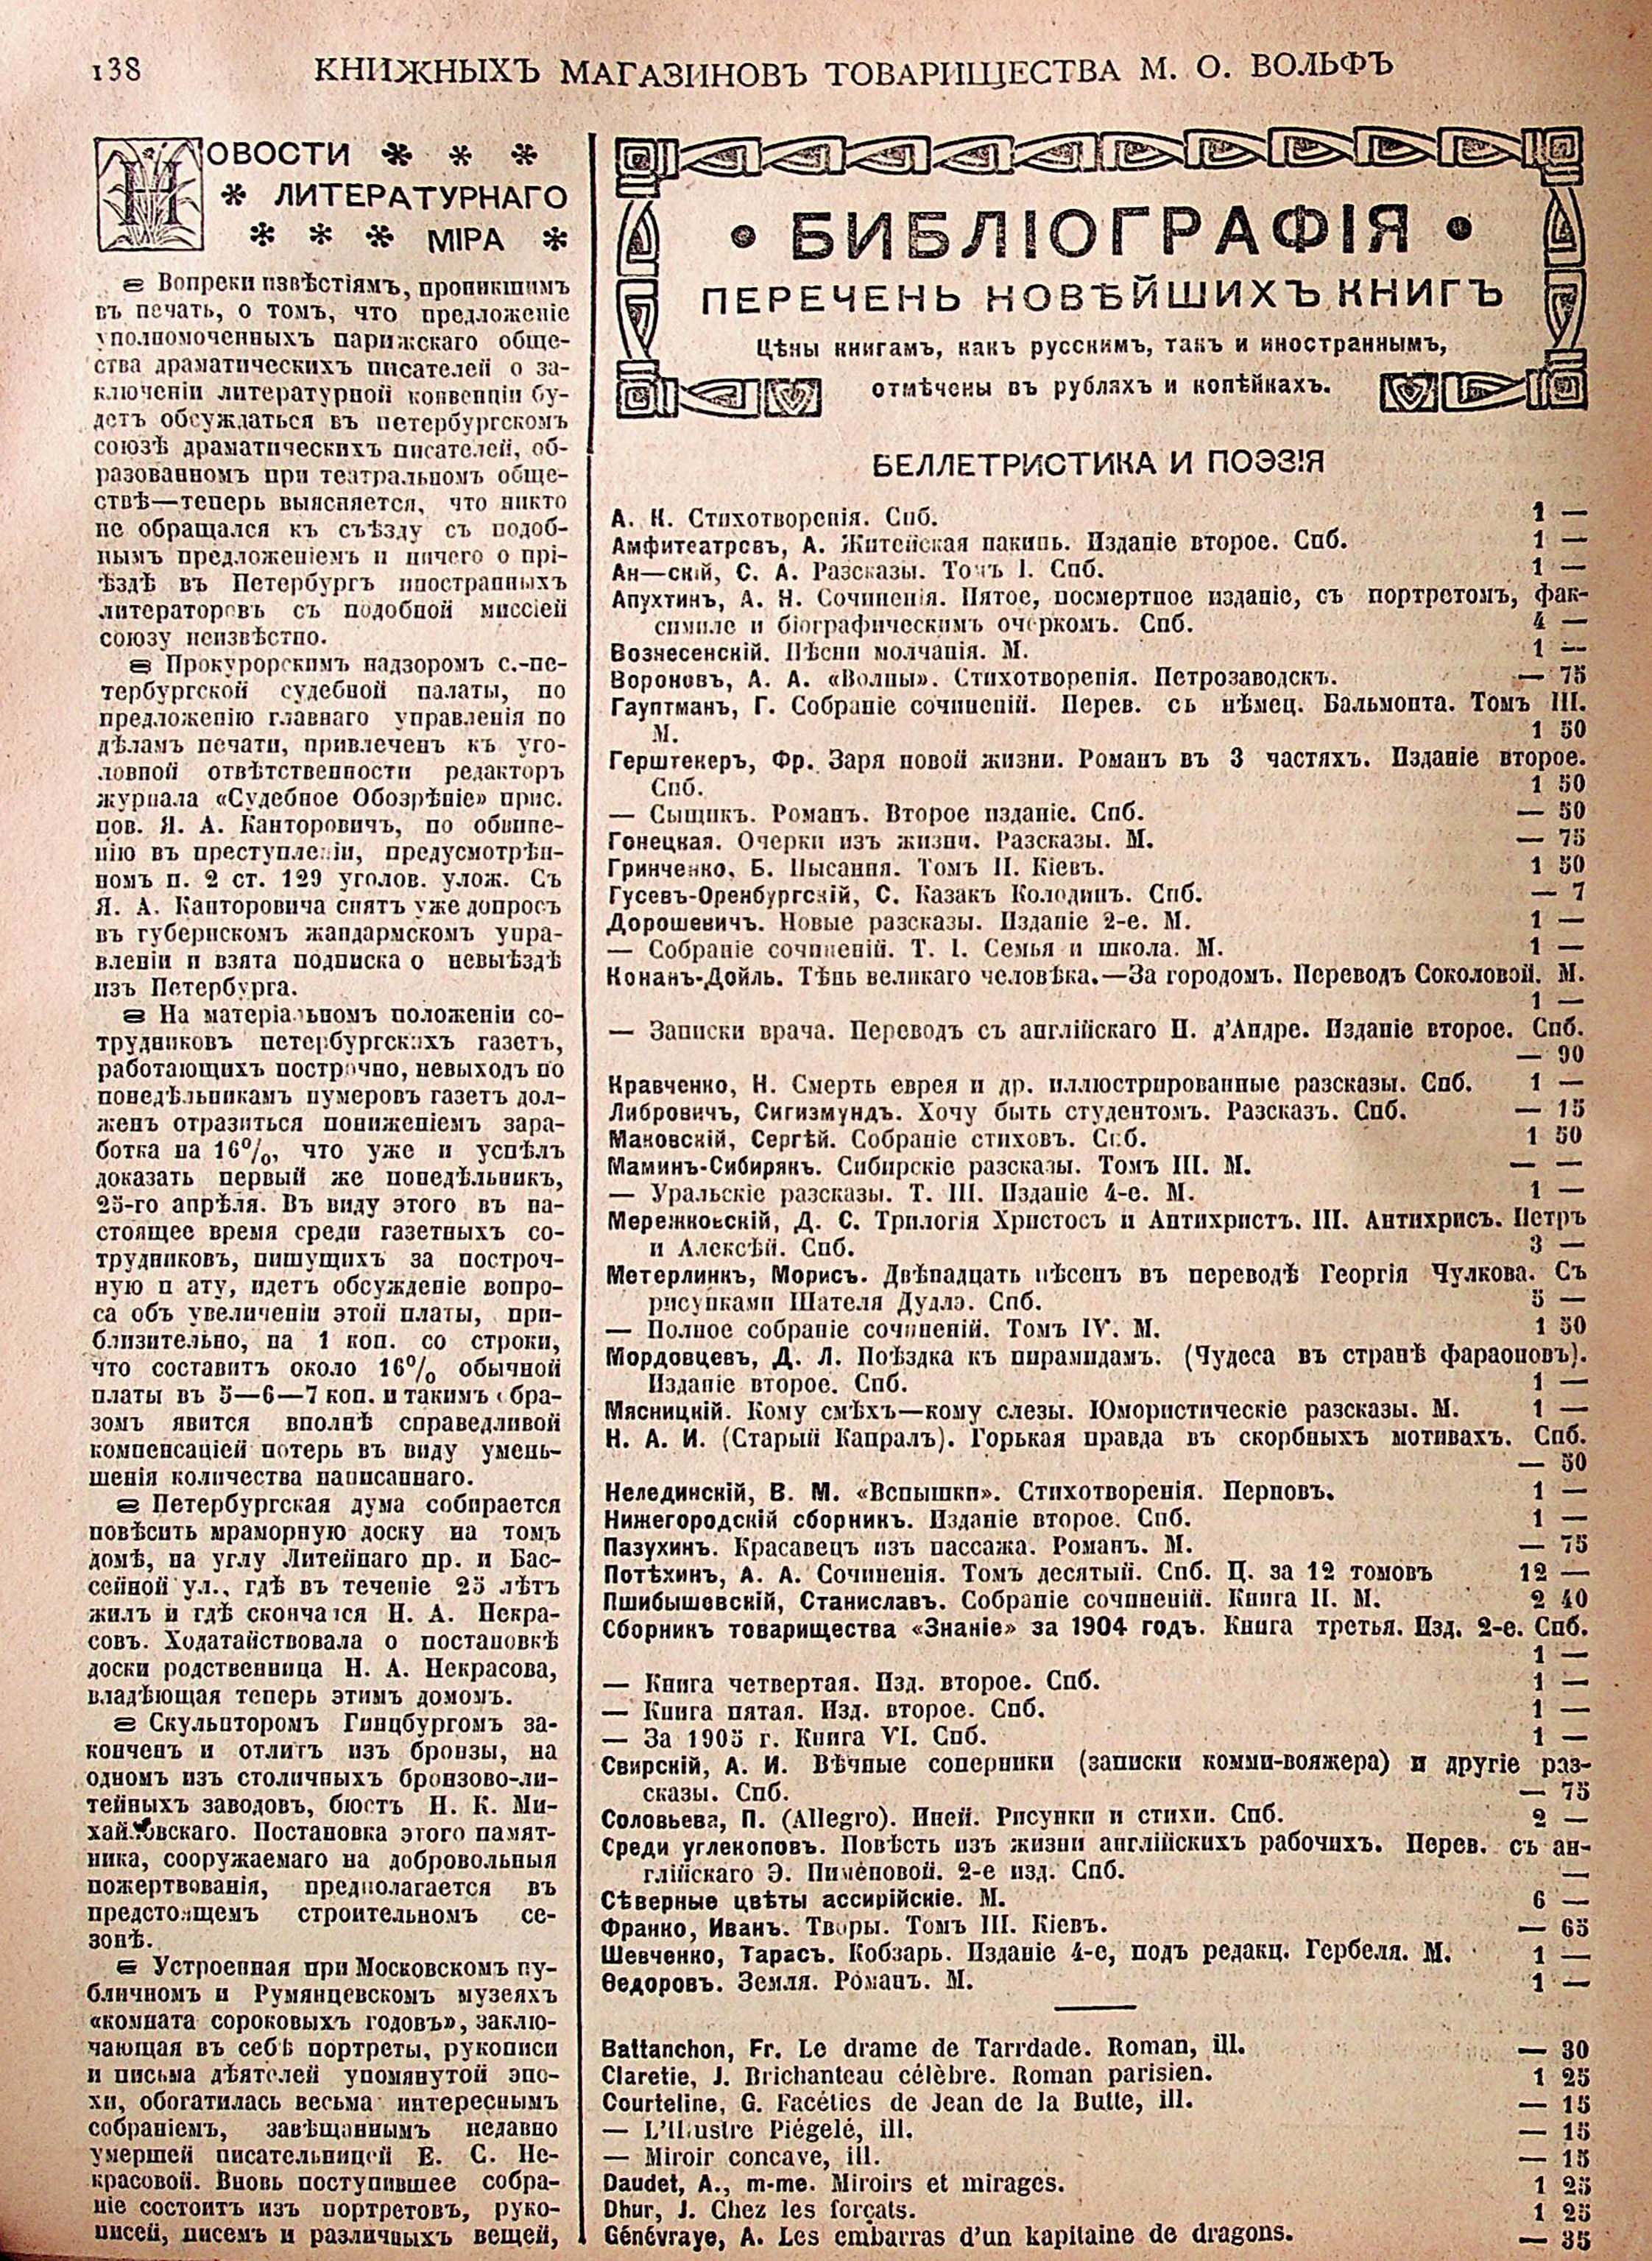 138
КНИЖНЫХЪ МАГАЗИНОВЪ ТОВАРИЩЕСТВА М. О. ВОЛЬФЪ
НОВОСТИ
ЛИТЕРАТУРНАГО
МІРА
Вопреки извѣстіямъ, проникшимъ
въ печать, о томъ, что предложеніе
уполномоченныхъ парижскаго обще-
ства драматическихъ писателей о за-
ключеніи литературной конвенціи бу-
детъ обсуждаться въ петербургскомъ
союзѣ драматическихъ писателей, об-
разованномъ при театральномъ обще-
ствѣ—теперь выясняется, что никто
не обращался къ съѣзду съ подоб-
нымъ предложеніемъ и ничего о прі-
ѣздѣ въ Петербургъ иностранныхъ
литераторовъ съ подобной миссіей
союзу неизвѣстно.
Прокурорскимъ надзоромъ с.-пе-
тербургской судебной палаты, по
предложенію главнаго управленія по
дѣламъ печати, привлеченъ къ уго-
ловной отвѣтственности редакторъ
журнала «Судебное Обозрѣніе» прис.
пов. Я. А. Канторовичъ, по обвине-
нію въ преступленіи, предусмотрѣн-
номъ п. 2 ст. 129 уголов. улож. Съ
Я. А. Канторовича снятъ уже допросъ
въ губернскомъ жандармскомъ упра-
вленіи и взята подписка о невыѣздѣ
изъ Петербурга.
На матеріальномъ положеніи со-
трудниковъ петербургскихъ газетъ,
работающихъ построчно, невыходъ по
понедѣльникамъ нумеровъ газетъ дол-
женъ отразиться пониженіемъ зара-
ботка на 16%, что уже и успѣлъ
доказать первый же понедѣльникъ,
25-го апрѣля. Въ виду этого въ на-
стоящее время среди газетныхъ со-
трудниковъ, пишущихъ за построч-
ную п ату, идетъ обсужденіе вопро-
са объ увеличеніи этой платы, при-
близительно, на 1 коп. со строки,
что составитъ около 16% обычной
платы въ 5—6—7 коп. и такимъ обра-
зомъ явится вполнѣ справедливой
компенсаціей потерь въ виду умень-
шенія количества написаннаго.
Петербургская дума собирается
повѣсить мраморную доску на томъ
домѣ, на углу Литейнаго пр. и Бас-
сейной ул., гдѣ въ теченіе 25 лѣтъ
жилъ и гдѣ скончался Н. А. Некра-
совъ. Ходатайствовала о постановкѣ
доски родственница Н. А. Некрасова,
владѣющая теперь этимъ домомъ.
Скульпторомъ Гинцбургомъ за-
конченъ и отлитъ изъ бронзы, на
одномъ изъ столичныхъ бронзово-ли-
тейныхъ заводовъ, бюстъ Н. К. Ми-
хайловскаго. Постановка этого памят-
ника, сооружаемаго на добровольныя
пожертвованія, предполагается въ
предстоящемъ строительномъ се-
зонѣ.
Устроенная при Московскомъ пу-
бличномъ и Румянцевскомъ музеяхъ
«комната сороковыхъ годовъ», заклю-
чающая въ себѣ портреты, рукописи
и письма дѣятелей упомянутой эпо-
хи, обогатилась весьма интереснымъ
собраніемъ, завѣщаннымъ недавно
умершей писательницей Е. С. Не-
красовой. Вновь поступившее собра-
ніе состоитъ изъ портретовъ, руко-
писей, писемъ и различныхъ вещей,
• БИБЛІОГРАФІЯ •
ПЕРЕЧЕНЬ НОВѢЙШИХЪ КНИГЪ
Цѣны книгамъ, какъ русскимъ, такъ и иностраннымъ,
отмѣчены въ рубляхъ и копѣйкахъ.
БЕЛЛЕТРИСТИКА И ПОЭЗІЯ
А. К. Стихотворенія. Спб. 1 —
Амфитеатровъ, А. Житейская накипь. Изданіе второе. Спб. 1 —
Ан—скій, С. А. Разсказы. Томъ I. Спб. 1 —
Апухтинъ, А. Н. Сочиненія. Пятое, посмертное изданіе, съ портретомъ, фак-
симиле и біографическимъ очеркомъ. Спб. 4 —
Вознесенскій. Пѣсни молчанія. М. 1 —
Вороновъ, А. А. «Волны». Стихотворенія. Петрозаводскъ. — 75
Гауптманъ, Г. Собраніе сочиненій. Перев. съ нѣмец. Бальмонта. Томъ III.
М. 1 50
Герштекеръ, Фр. Заря новой жизни. Романъ въ 3 частяхъ. Изданіе второе.
Спб. 1 50
— Сыщикъ. Романъ. Второе изданіе. Спб. — 50
Гонецкая. Очерки изъ жизни. Разсказы. М. — 75
Гринченко, Б. Пысання. Томъ II. Кіевъ. 1 50
Гусевъ-Оренбургскій, С. Казакъ Колодинъ. Спб. — 7
Дорошевичъ. Новые разсказы. Изданіе 2-е. М. 1 —
— Собраніе сочиненій. Т. I. Семья и школа. М. 1 —
Конанъ-Дойль. Тѣнь великаго человѣка.—За городомъ. Переводъ Соколовой. М.
1 —
— Записки врача. Переводъ съ англійскаго П. д'Андре. Изданіе второе. Спб.
— 90
Кравченко, Н. Смерть еврея и др. иллюстрированные разсказы. Спб. 1 —
Либровичъ, Сигизмундъ. Хочу быть студентомъ. Разсказъ. Спб. — 15
Маковскій, Сергѣй. Собраніе стиховъ. Спб. 1 50
Маминъ-Сибирякъ. Сибирскіе разсказы. Томъ III. М. — —
— Уральскіе разсказы. Т. III. Изданіе 4-е. М. 1 —
Мережковскій, Д. С. Трилогія Христосъ и Антихристъ. III. Антихрисъ. Петръ
и Алексѣй. Спб. 3 —
Метерлинкъ, Морисъ. Двѣнадцать пѣсенъ въ переводѣ Георгія Чулкова. Съ
рисунками Шателя Дудлэ. Спб. 5 —
— Полное собраніе сочиненій. Томъ IV. М. 1 50
Мордовцевъ, Д. Л. Поѣздка къ пирамидамъ. (Чудеса въ странѣ фараоновъ).
Изданіе второе. Спб. 1 —
Мясницкій. Кому смѣхъ—кому слезы. Юмористическіе разсказы. М. 1 —
Н. А. И. (Старый Капралъ). Горькая правда въ скорбныхъ мотивахъ. Спб.
— 50
Нелединскій, В. М. «Вспышки». Стихотворенія. Перновъ. 1 —
Нижегородскій сборникъ. Изданіе второе. Спб. 1 —
Пазухинъ. Красавецъ изъ пассажа. Романъ. М. — 75
Потѣхинъ, А. А. Сочиненія. Томъ десятый. Спб. Ц. за 12 томовъ 12 —
Пшибышевскій, Станиславъ. Собраніе сочиненій. Книга II. М. 2 40
Сборникъ товарищества «Знаніе» за 1904 годъ. Книга третья. Изд. 2-е. Спб.
1 —
— Книга четвертая. Изд. второе. Спб. 1 —
— Книга пятая. Изд. второе. Спб. 1 —
— За 1905 г. Книга VI. Спб. 1 —
Свирскій, А. И. Вѣчные соперники (записки комми-вояжера) и другіе раз-
сказы. Спб. — 75
Соловьева, П. (Allegro). Иней. Рисунки и стихи. Спб. 2 —
Среди углекоповъ. Повѣсть изъ жизни англійскихъ рабочихъ. Перев. съ ан-
глійскаго Э. Пименовой. 2-е изд. Спб. —
Сѣверные цвѣты ассирійскіе. М. 6 —
Франко, Иванъ. Творы. Томъ III. Кіевъ. — 65
Шевченко, Тарасъ. Кобзарь. Изданіе 4-е, подъ редакц. Гербеля. М. 1 —
Ѳедоровъ. Земля. Романъ. М. 1 —
Battanchon, Fr. Le drame de Tarrdade. Roman, ill. — 30
Claretie, J. Brichanteau célèbre. Roman parisien. 1 25
Courteline, G. Facéties de Jean de la Butte, ill. — 15
— L'illustre Piégelé, ill. — 15
— Miroir concave, ill. — 15
Daudet, A., m-me. Miroirs et mirages. 1 25
Dhur, J. Chez les forçats. 1 25
Génévraye, A. Les embarras d'un kapitaine de dragons. — 35